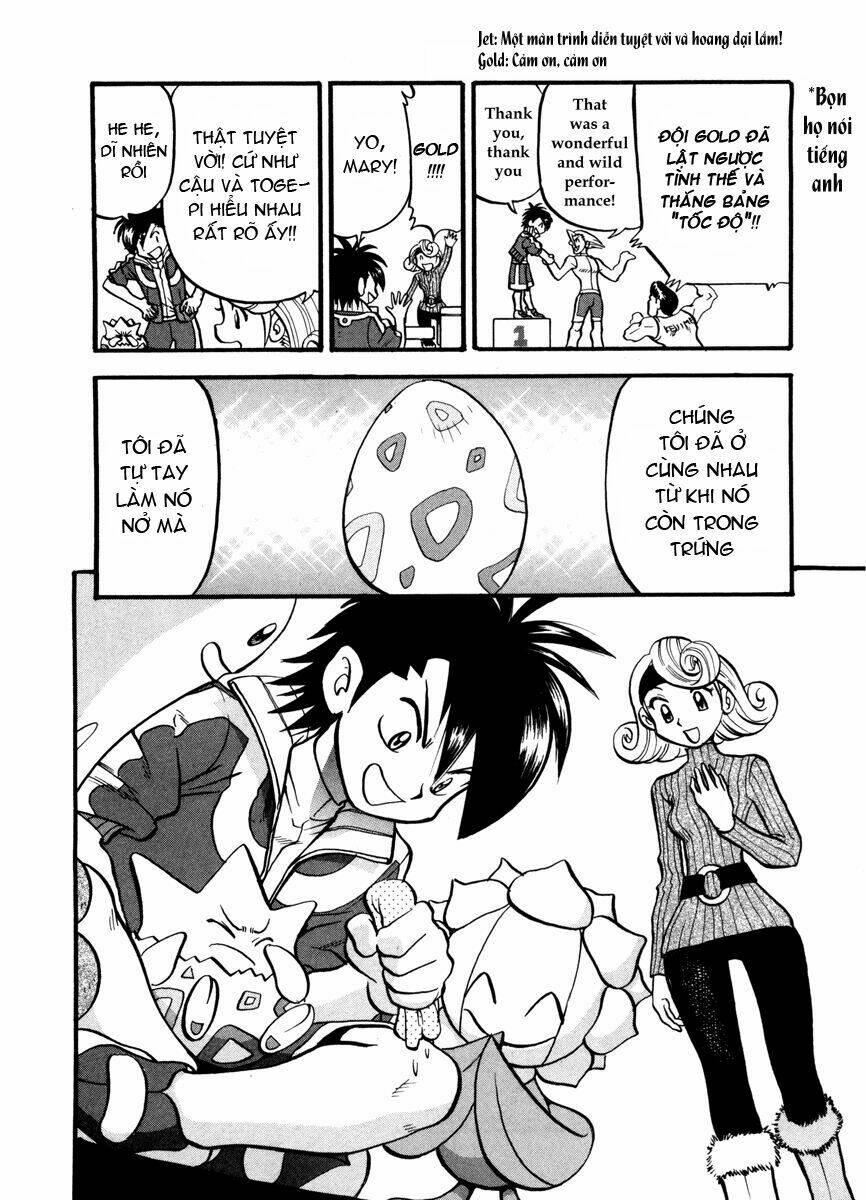 Jet: Một màn trình diễn tuyệt vời và hoang dại lắm!
Gold: Cảm ơn, cảm ơn
*Bọn
họ nói
tiếng
anh
ĐỘI GOLD ĐÃ
LẬT NGƯỢC
TÌNH THẾ VÀ
THẮNG BẢNG
"TỐC ĐỘ"!!
That
was a
wonderful
and wild
perfor-
mance!
Thank
you,
thank
you
1
GOLD
!!!!
YO,
MARY!
THẬT TUYỆT
VỜI! CỨ NHƯ
CẬU VÀ TOGE-
PI HIỂU NHAU
RẤT RÕ ẤY!!
HE HE,
DĨ NHIÊN
RỒI
CHÚNG
TÔI ĐÃ Ở
CÙNG NHAU
TỪ KHI NÓ
CÒN TRONG
TRỨNG
TÔI ĐÃ
TỰ TAY
LÀM NÓ
NỞ MÀ